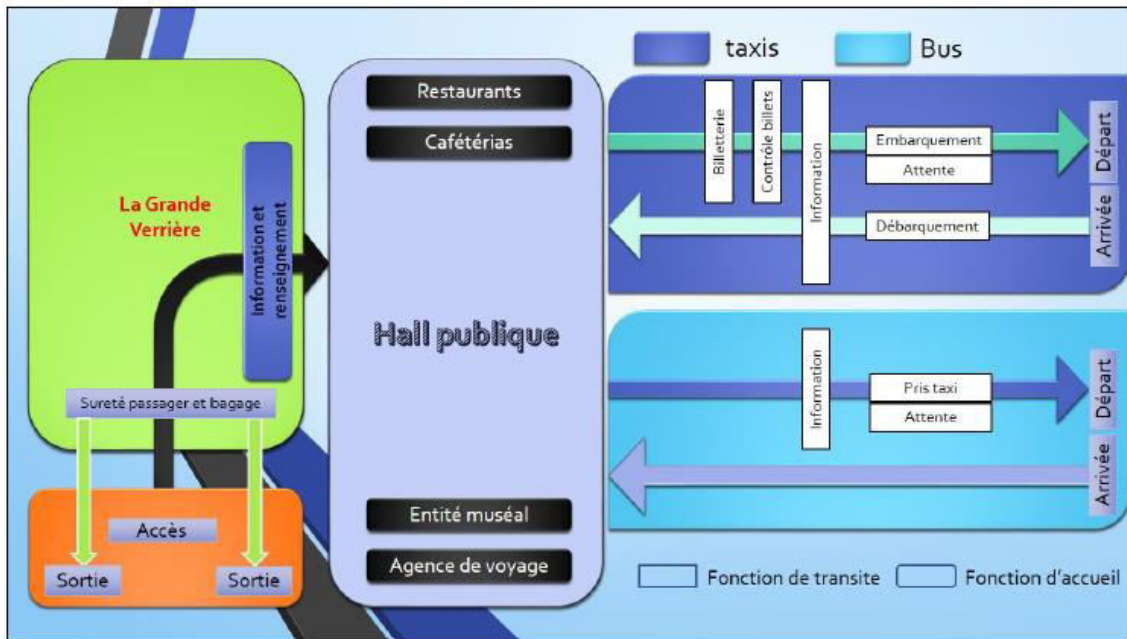 taxis
Bus
La Grande
Verrière
Information et
renseignement
Sureté passager et bagage
Accès
Sortie
Sortie
Restaurants
Cafétérias
Hall publique
Entité muséal
Agence de voyage
Billetterie
Contrôle billets
Information
Embarquement
Attente
Débarquement
Départ
Arrivée
Information
Pris taxi
Attente
Départ
Arrivée
Fonction de transite
Fonction d'accueil